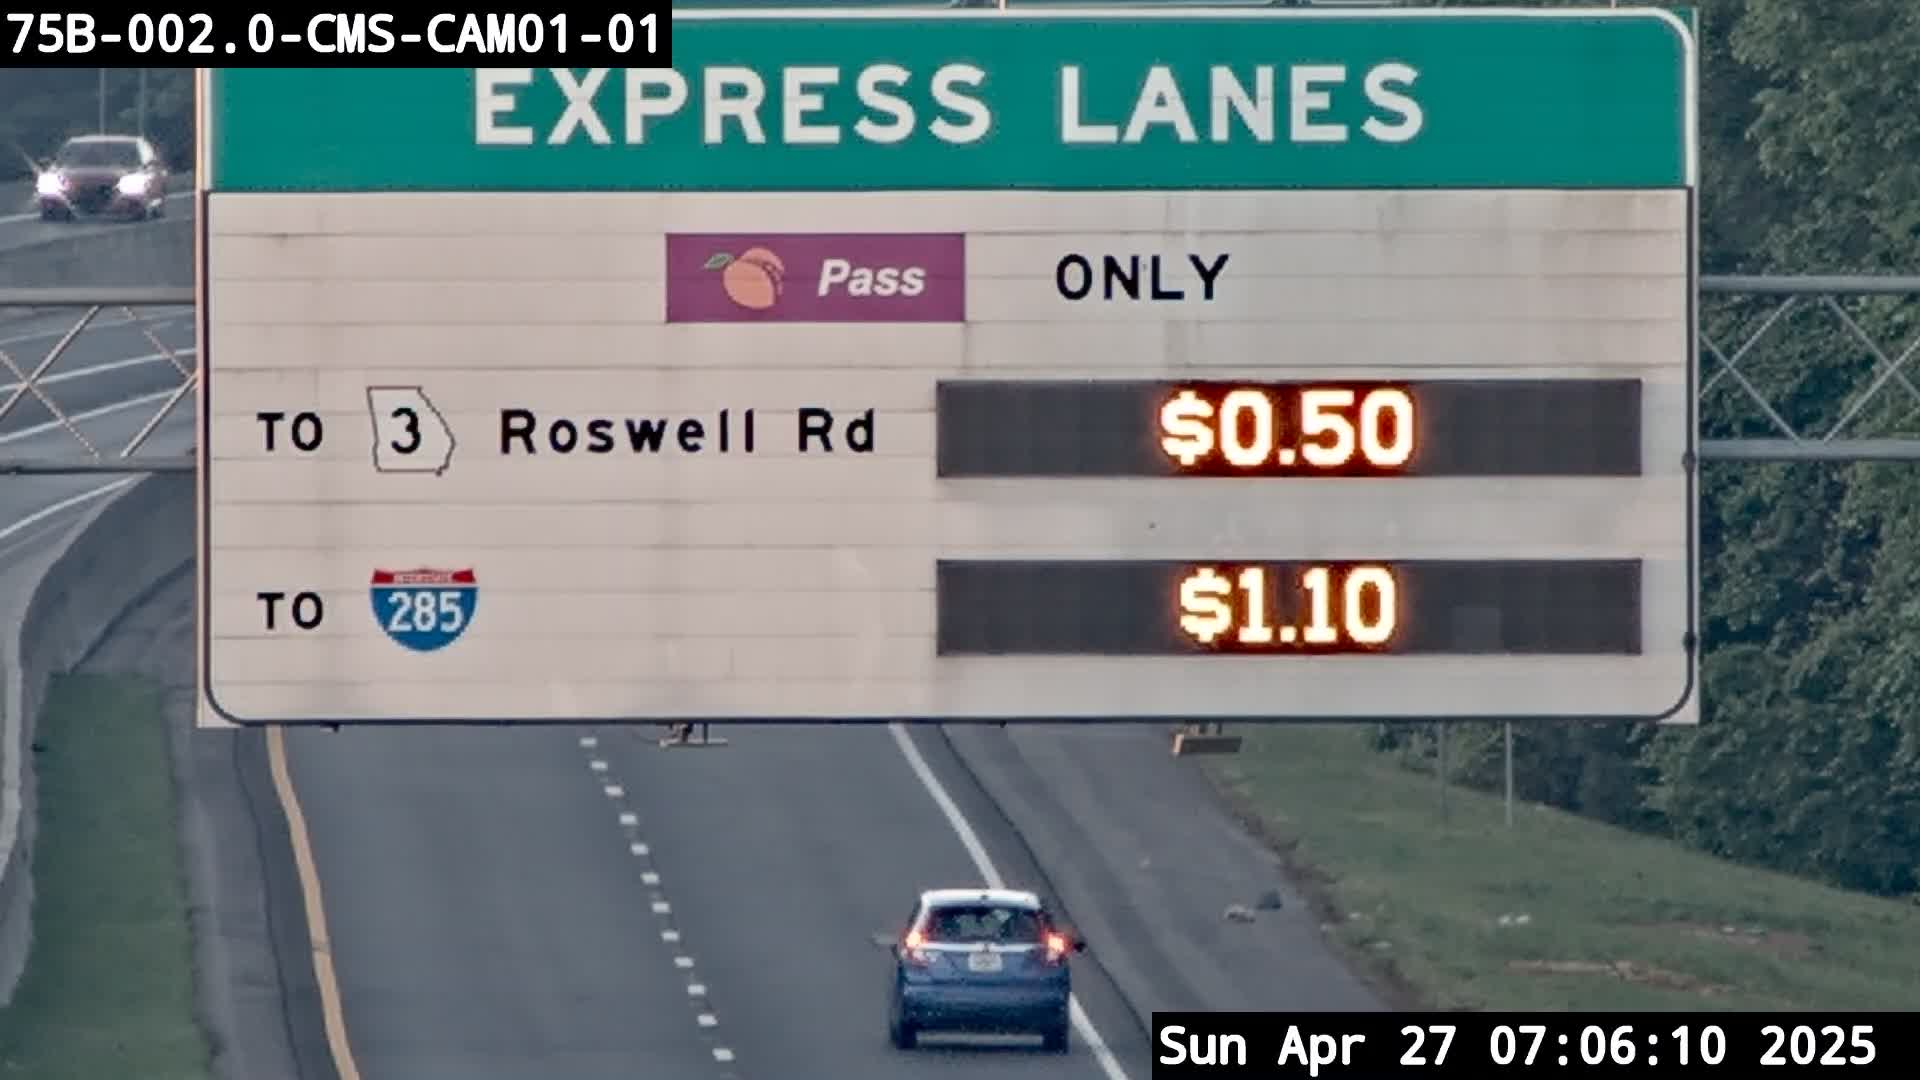 75B-002.0-CMS-CAM01-01
EXPRESS LANES
Pass ONLY
TO 3 Roswell Rd $0.50
TO 285 $1.10
Sun Apr 27 07:06:10 2025